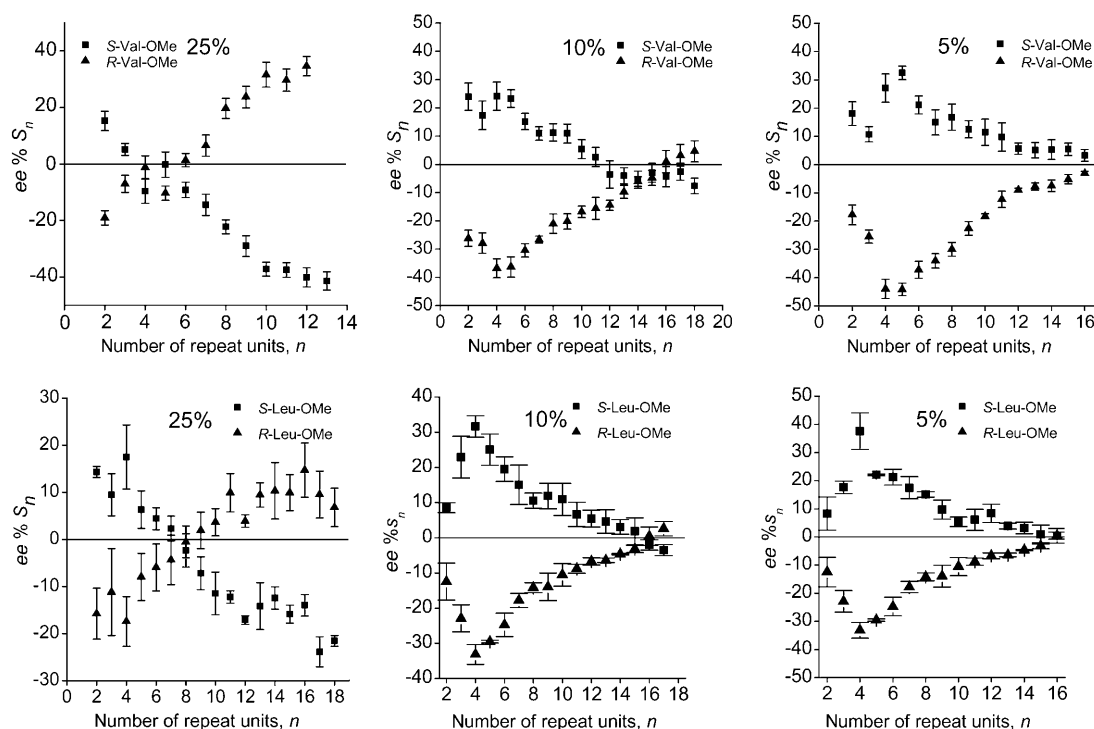 25%
S-Val-OMe
R-Val-OMe
ee % Sn
40
20
0
-20
-40
0 2 4 6 8 10 12 14
Number of repeat units, n
10%
S-Val-OMe
R-Val-OMe
ee % Sn
50
40
30
20
10
0
-10
-20
-30
-40
-50
0 2 4 6 8 10 12 14 16 18 20
Number of repeat units, n
5%
S-Val-OMe
R-Val-OMe
ee % Sn
50
40
30
20
10
0
-10
-20
-30
-40
-50
0 2 4 6 8 10 12 14 16
Number of repeat units, n
25%
S-Leu-OMe
R-Leu-OMe
ee % Sn
30
20
10
0
-10
-20
-30
0 2 4 6 8 10 12 14 16 18
Number of repeat units, n
10%
S-Leu-OMe
R-Leu-OMe
ee %sn
40
30
20
10
0
-10
-20
-30
-40
2 4 6 8 10 12 14 16 18
Number of repeat units, n
5%
S-Leu-OMe
R-Leu-OMe
ee %sn
50
40
30
20
10
0
-10
-20
-30
-40
-50
2 4 6 8 10 12 14 16
Number of repeat units, n